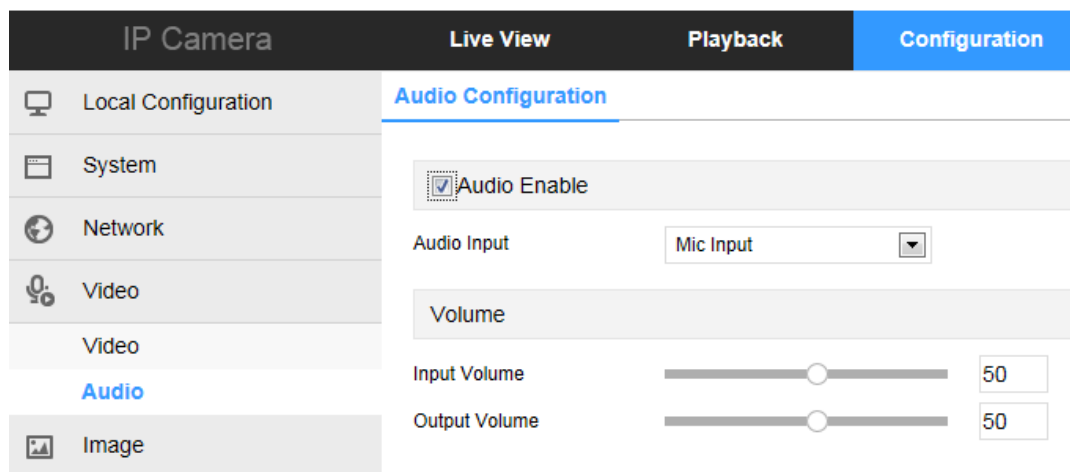 IP Camera
Live View
Playback
Configuration
Local Configuration
System
Network
Video
Video
Audio
Image
Audio Configuration
Audio Enable
Audio Input Mic Input
Volume
Input Volume 50
Output Volume 50